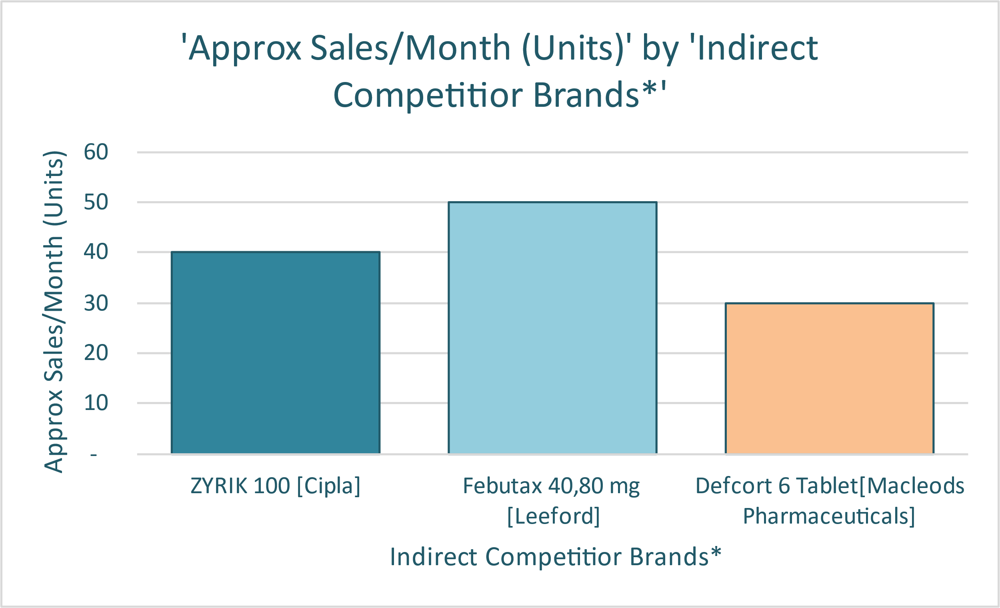 'Approx Sales/Month (Units)' by 'Indirect
Competitior Brands*'
Approx Sales/Month (Units)
60
50
40
30
20
10
-
ZYRIK 100 [Cipla]
Febutax 40,80 mg
[Leeford]
Defcort 6 Tablet[Macleods
Pharmaceuticals]
Indirect Competitior Brands*